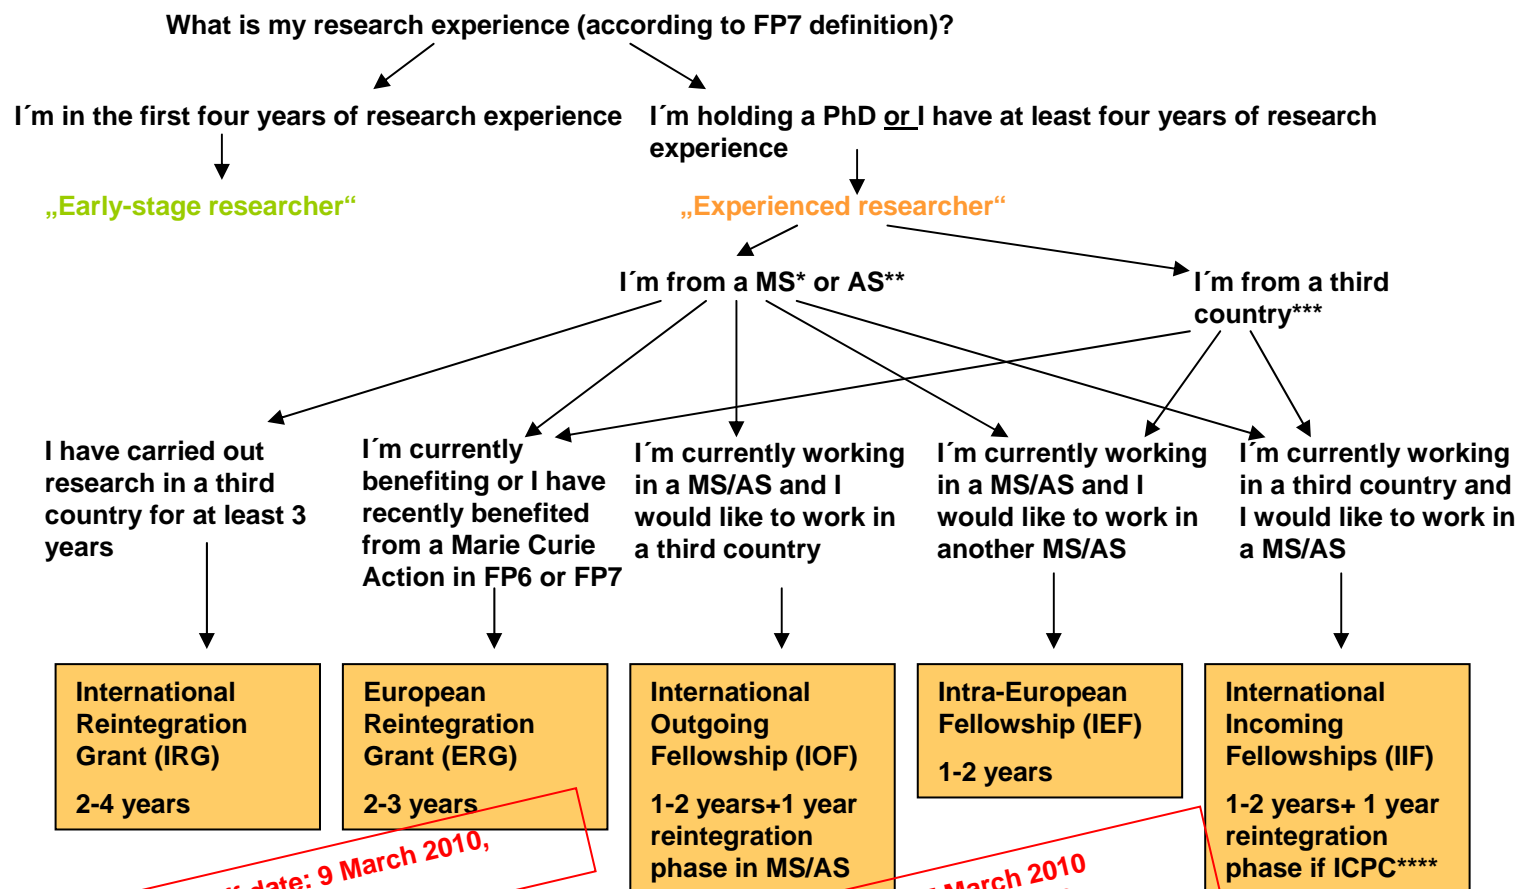 What is my research experience (according to FP7 definition)?
I´m in the first four years of research experience
I´m holding a PhD or I have at least four years of research
experience
„Early-stage researcher“
„Experienced researcher“
I´m from a MS* or AS**
I´m from a third
country***
I have carried out
research in a third
country for at least 3
years
I´m currently
benefiting or I have
recently benefited
from a Marie Curie
Action in FP6 or FP7
I´m currently working
in a MS/AS and I
would like to work in
a third country
I´m currently working
in a MS/AS and I
would like to work in
another MS/AS
I´m currently working
in a third country and
I would like to work in
a MS/AS
International
Reintegration
Grant (IRG)
2-4 years
European
Reintegration
Grant (ERG)
2-3 years
International
Outgoing
Fellowship (IOF)
1-2 years+1 year
reintegration
phase in MS/AS
Intra-European
Fellowship (IEF)
1-2 years
International
Incoming
Fellowships (IIF)
1-2 years+ 1 year
reintegration
phase if ICPC****
date: 9 March 2010,
March 2010